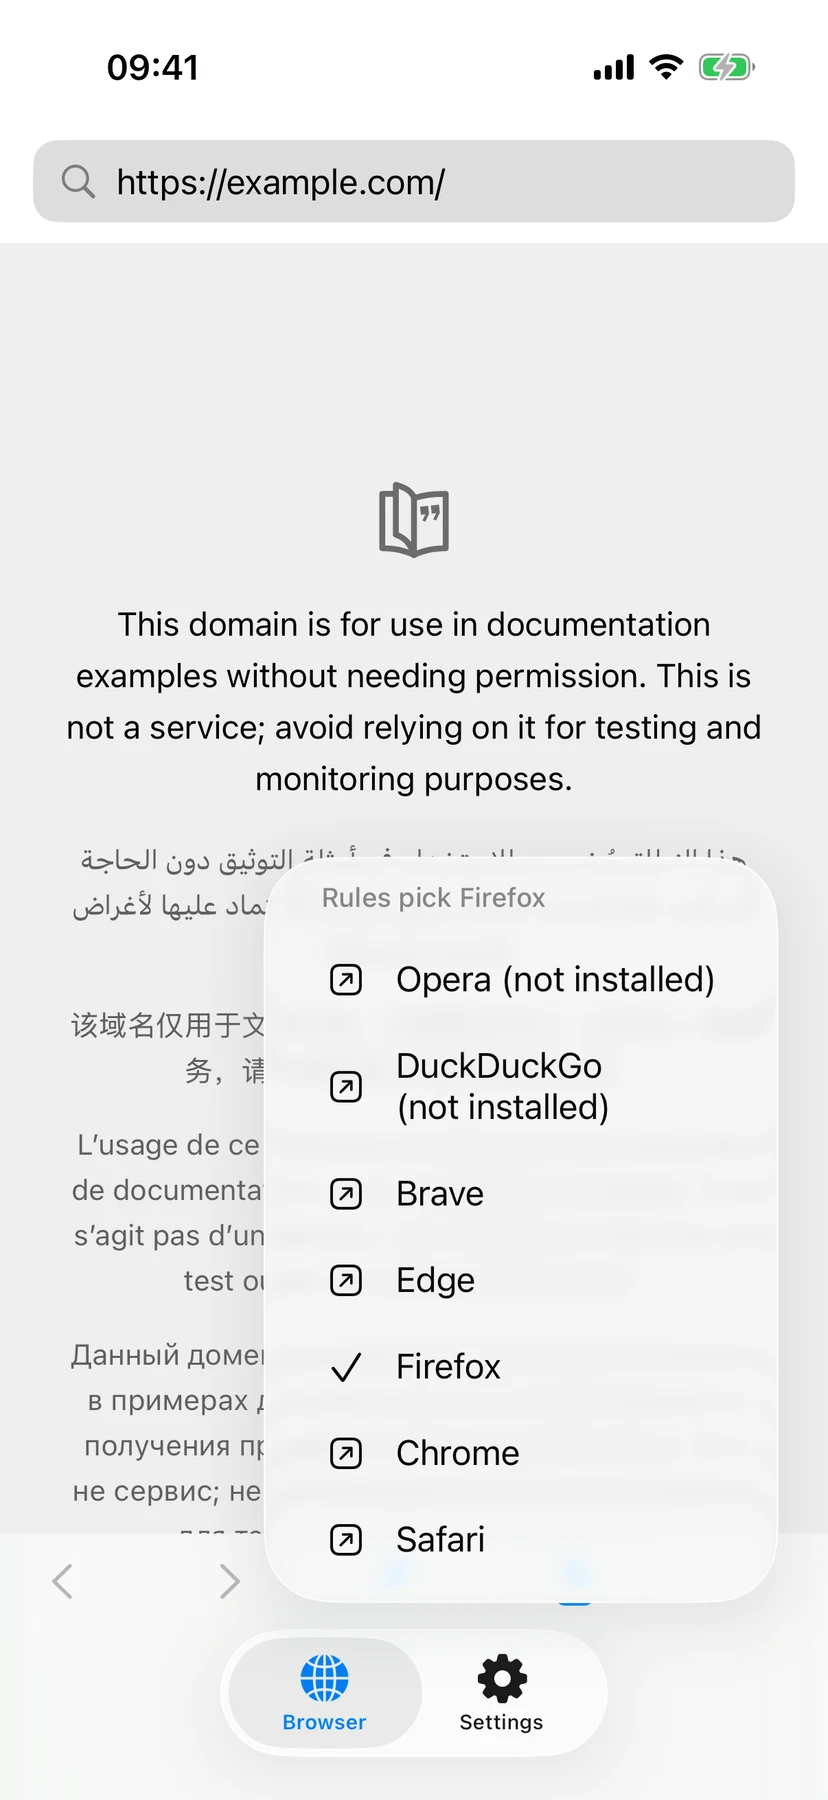 09:41
https://example.com/
This domain is for use in documentation
examples without needing permission. This is
not a service; avoid relying on it for testing and
monitoring purposes.
التوثيق دون الحاجة
عليها لأغراض
Rules pick Firefox
Opera (not installed)
该域名仅用于文
DuckDuckGo
(not installed)
务，请
L’usage de ce
de documenta
Brave
s’agit pas d’un
test
Edge
Данный
Firefox
в примерах
получения
Chrome
не сервис; не
Safari
Browser
Settings